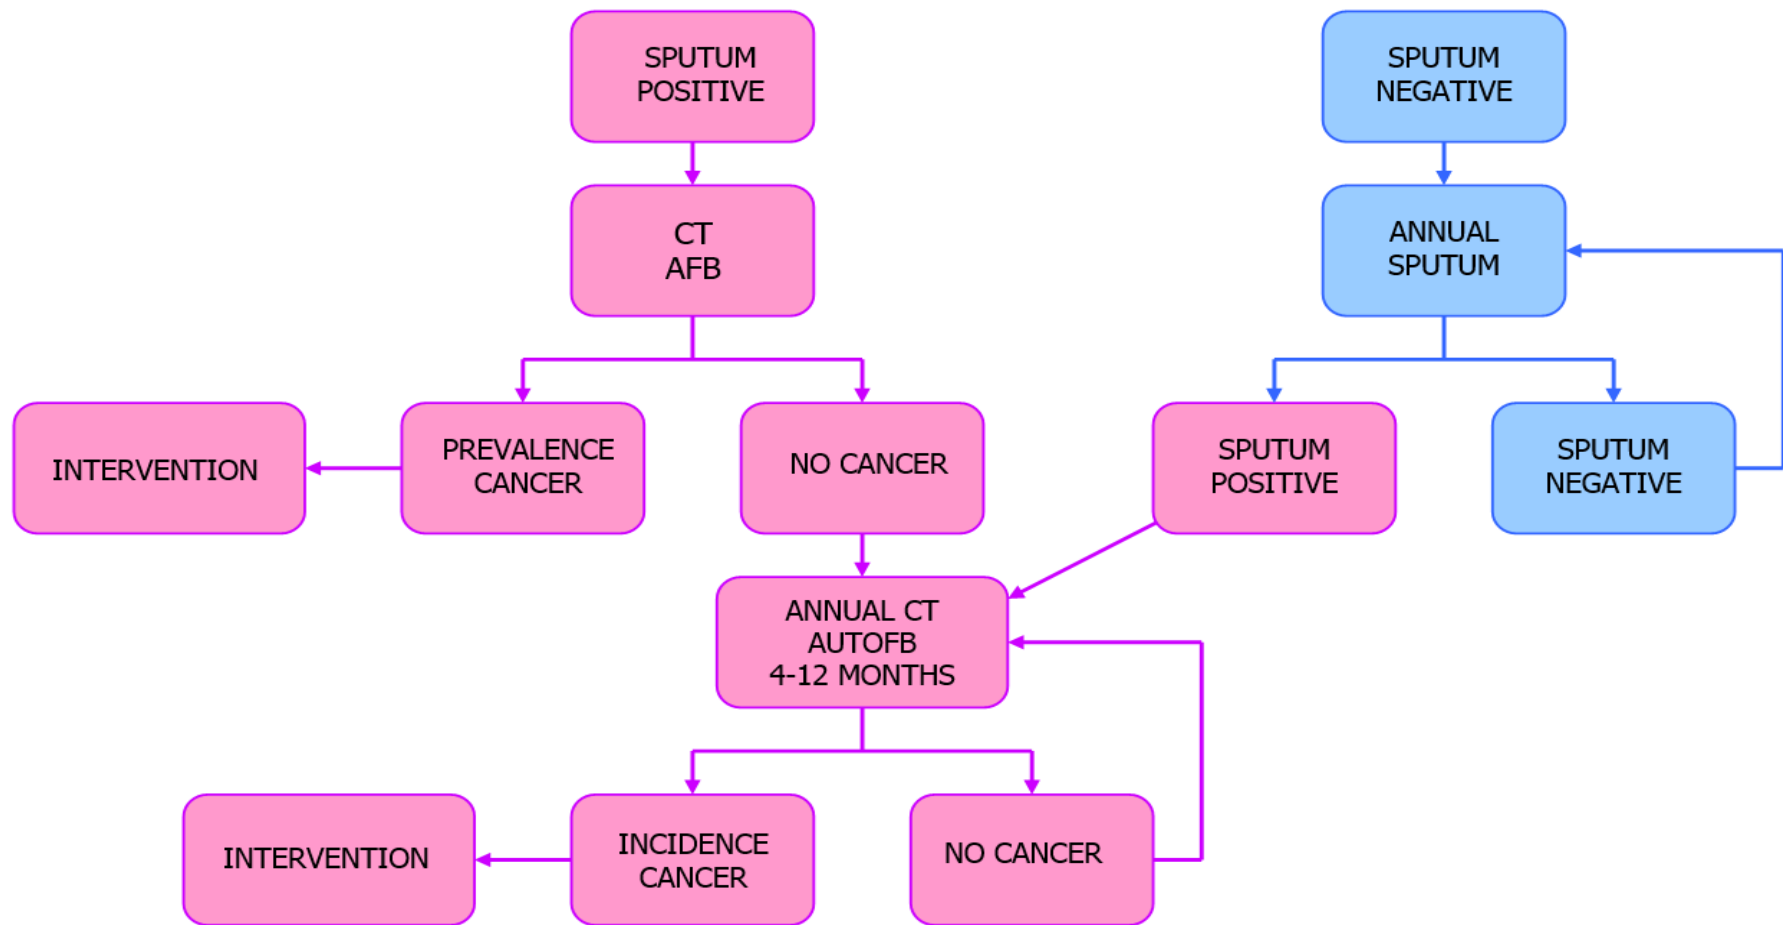 SPUTUM
POSITIVE
SPUTUM
NEGATIVE
CT
AFB
ANNUAL
SPUTUM
INTERVENTION
PREVALENCE
CANCER
NO CANCER
SPUTUM
POSITIVE
SPUTUM
NEGATIVE
ANNUAL CT
AUTOFB
4-12 MONTHS
INTERVENTION
INCIDENCE
CANCER
NO CANCER